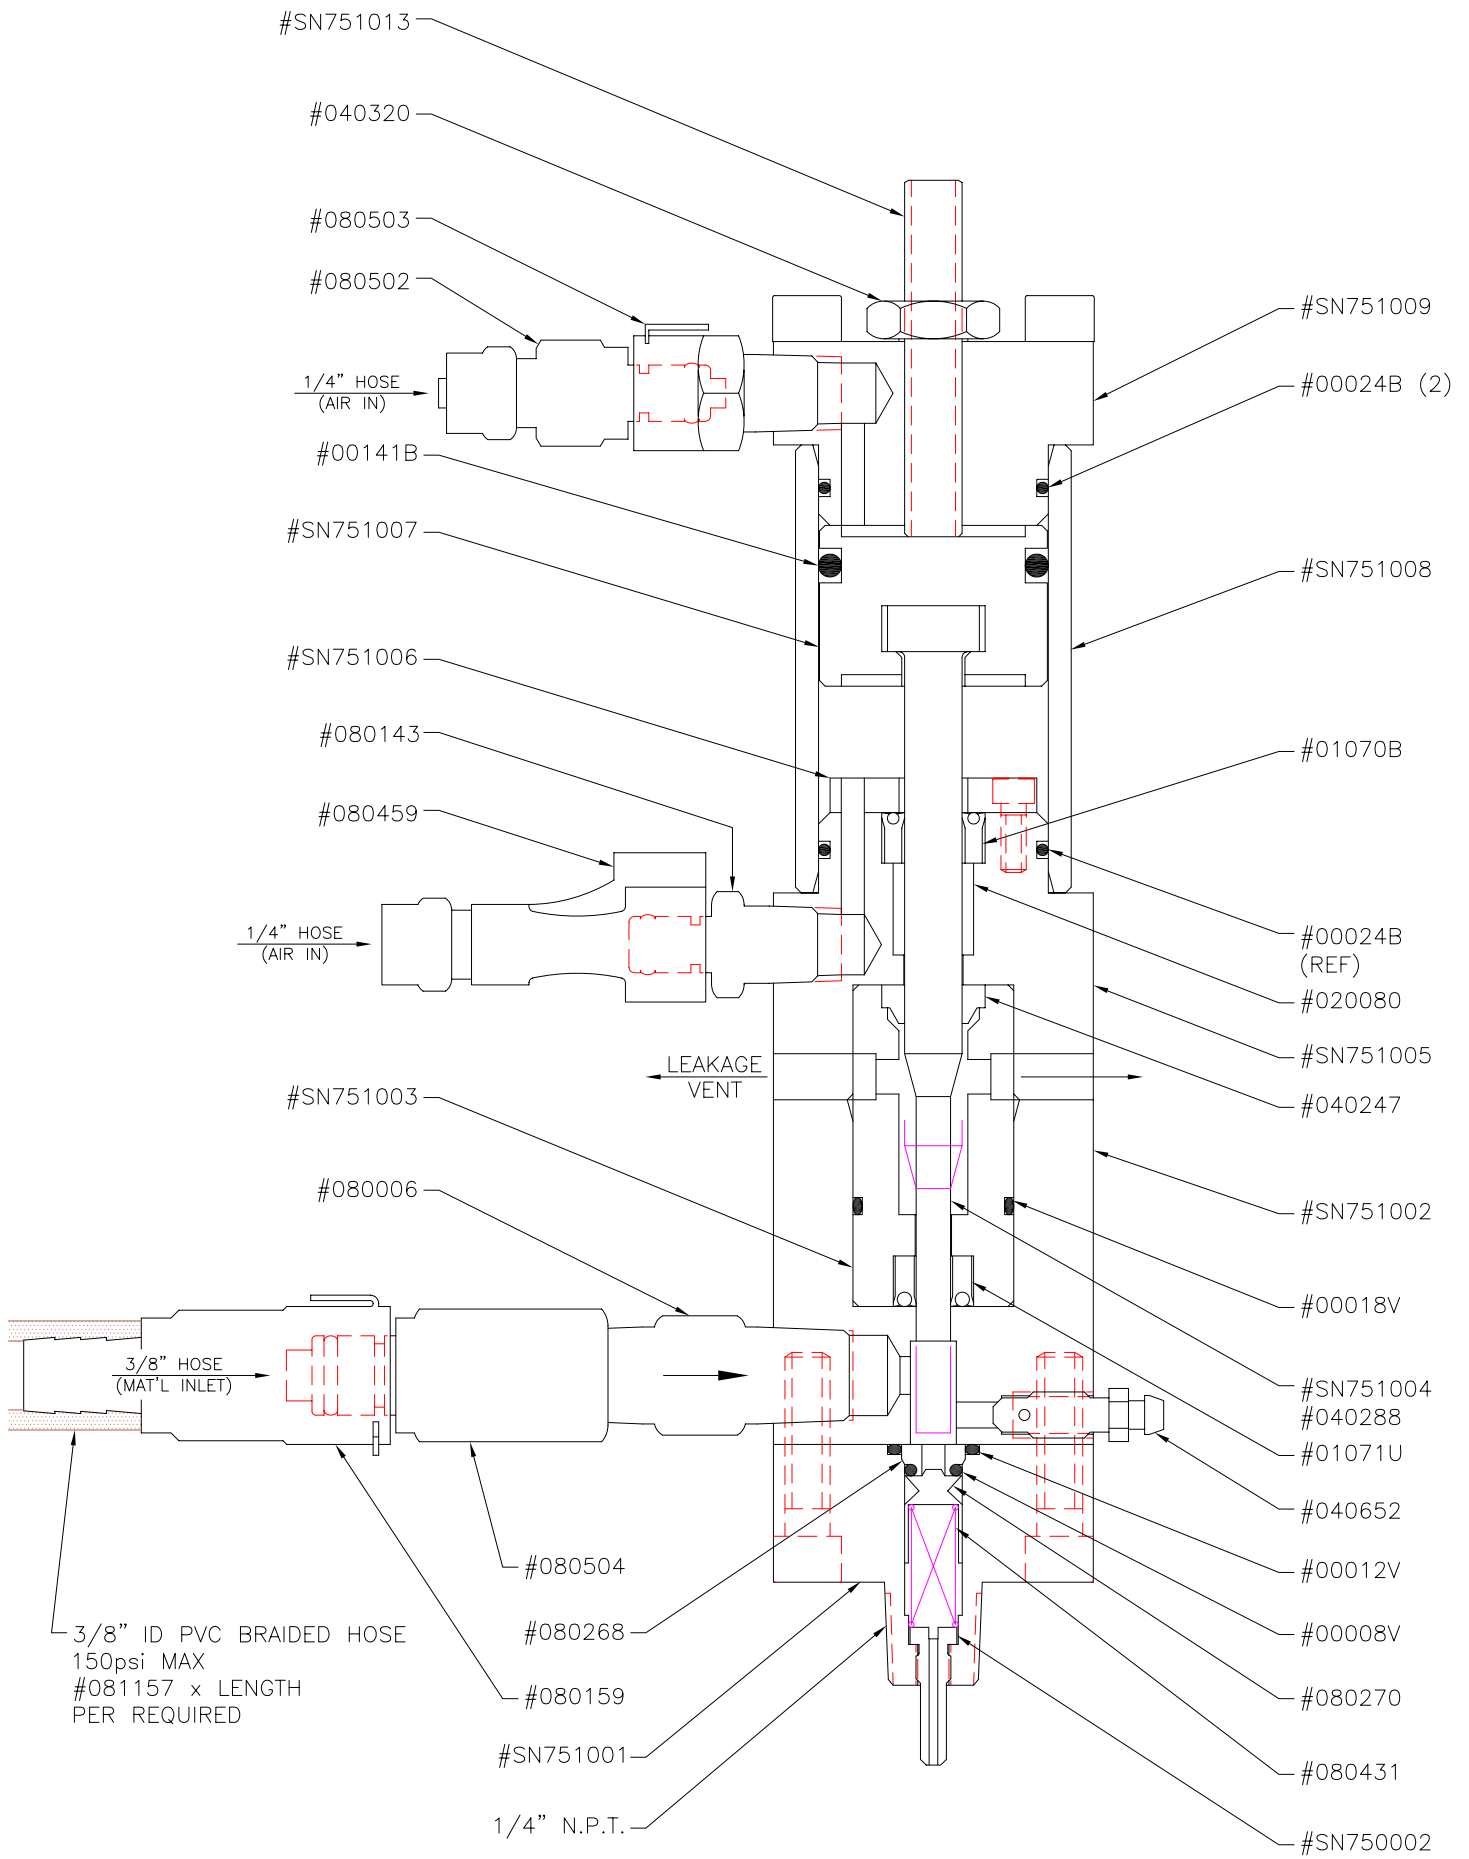 #SN751013
#040320
#080503
#080502
1/4” HOSE
(AIR IN)
#00141B
#SN751007
#SN751006
#080143
#080459
1/4” HOSE
(AIR IN)
LEAKAGE
VENT
#SN751003
#080006
3/8” HOSE
(MAT'L INLET)
#080504
3/8” ID PVC BRAIDED HOSE
150psi MAX
#081157 x LENGTH
PER REQUIRED
#080268
#080159
#SN751001
1/4” N.P.T.
#SN751009
#00024B (2)
#SN751008
#01070B
#00024B
(REF)
#020080
#SN751005
#040247
#SN751002
#00018V
#SN751004
#040288
#01071U
#040652
#00012V
#00008V
#080270
#080431
#SN750002